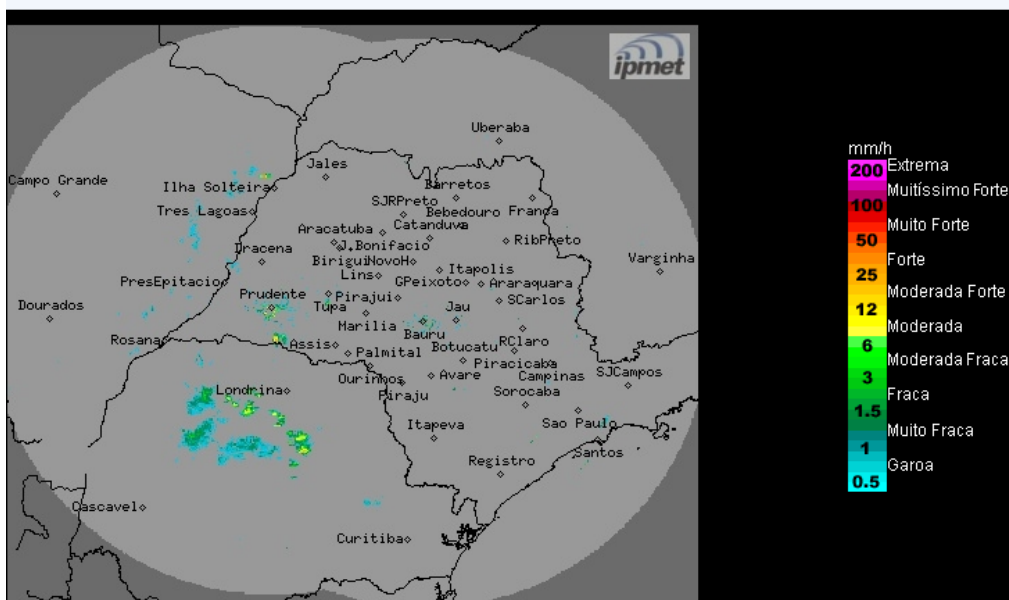 ipmet
Uberaba
Jales
Campo Grande
Ilha Solteira
Barretos
SJRPreto
Tres Lagoas
Bebedouro
Franca
Catanduva
Aracatuba
RibPreto
J.Bonifacio
Dracena
BiriguiNovoH
Varginha
Itapolis
Lins
PresEpitacio
GPeixoto
Araraquara
Prudente
Pirajui
SCarlos
Dourados
Tupa
Jau
Marilia
Bauru
Rosana
Assis
Botucatu
RClaro
Palmital
Piracicaba
Ourinhos
Avare
Campinas
SJCampos
Londrina
Piraju
Sorocaba
Itapeva
Sao Paulo
Santos
Registro
Cascavel
Curitiba
mm/h
200 Extrema
Muitíssimo Forte
100
Muito Forte
50
Forte
25
Moderada Forte
12
Moderada
6
Moderada Fraca
3
Fraca
1.5
Muito Fraca
1
Garoa
0.5